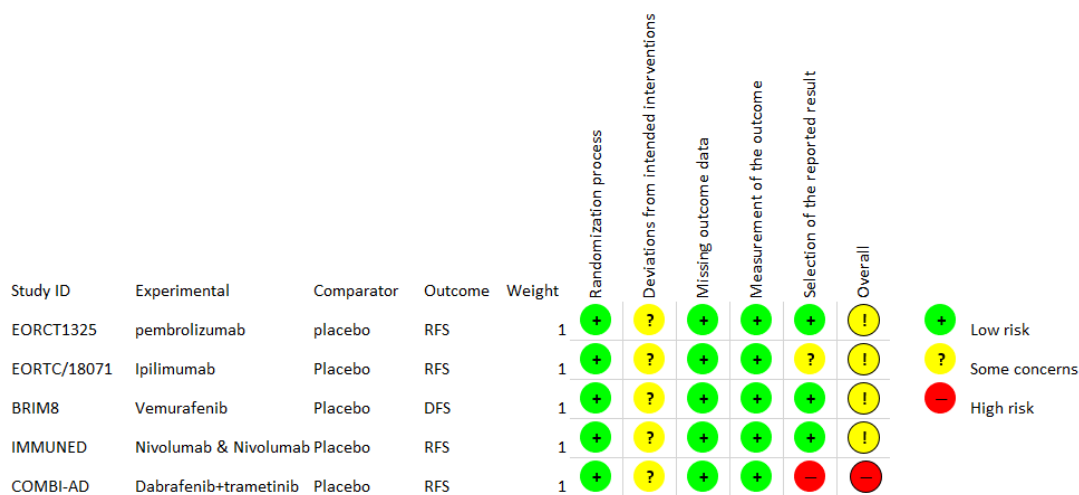 Randomization process
Deviations from intended interventions
Missing outcome data
Measurement of the outcome
Selection of the reported result
Overall
Study ID Experimental Comparator Outcome Weight
EORCT1325 pembrolizumab placebo RFS 1 + ? + + + !
EORTC/18071 Ipilimumab Placebo RFS 1 + ? + + ? !
BRIM8 Vemurafenib Placebo DFS 1 + ? + + + !
IMMUNED Nivolumab & Nivolumab Placebo RFS 1 + ? + + + !
COMBI-AD Dabrafenib+trametinib Placebo RFS 1 + ? + + − −
+ Low risk
? Some concerns
− High risk